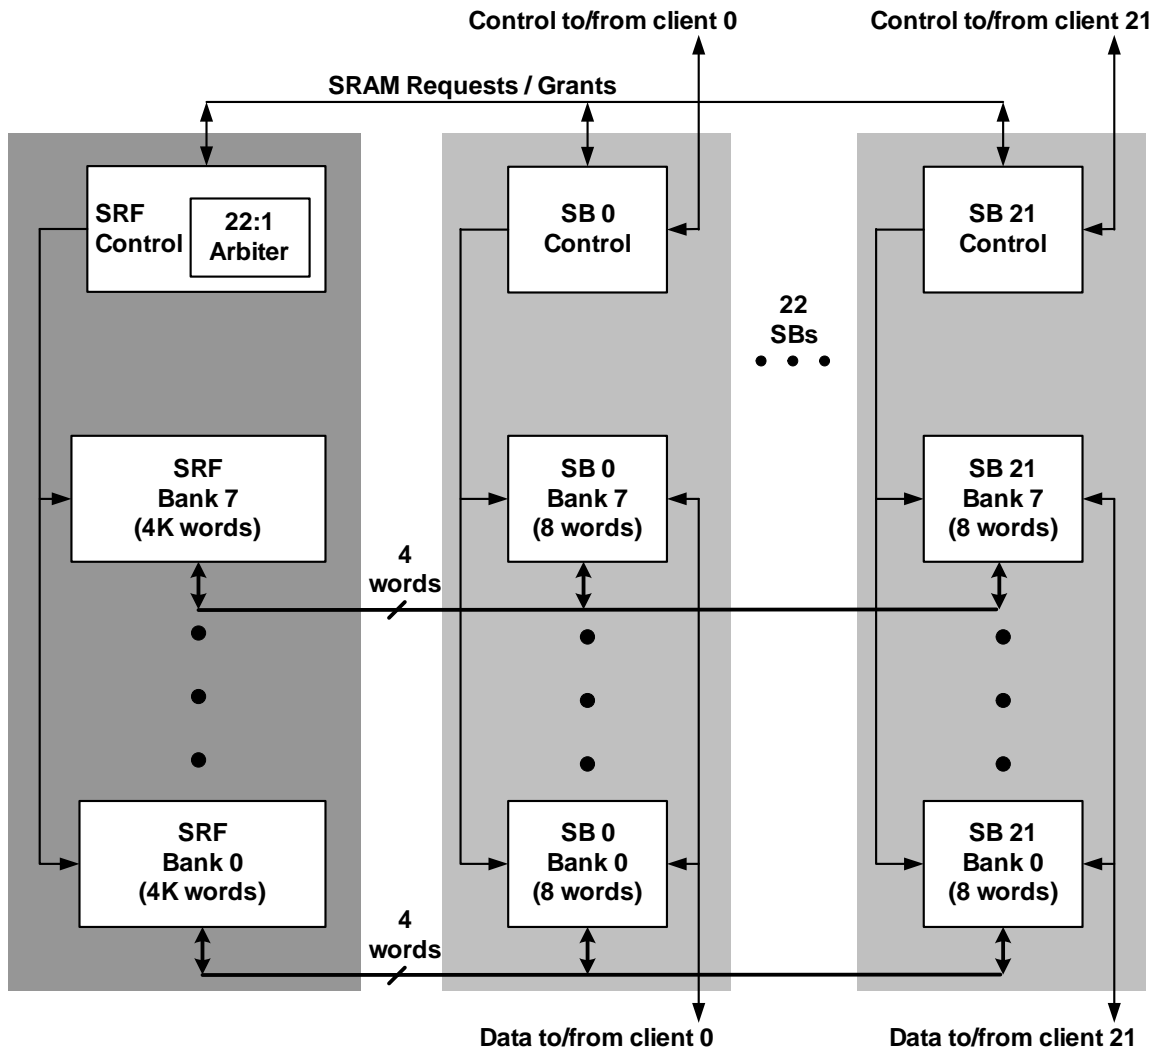 Control to/from client 0
Control to/from client 21
SRAM Requests / Grants
SRF
Control
22:1
Arbiter
SB 0
Control
SB 21
Control
22
SBs
SRF
Bank 7
(4K words)
SB 0
Bank 7
(8 words)
SB 21
Bank 7
(8 words)
4
words
SRF
Bank 0
(4K words)
SB 0
Bank 0
(8 words)
SB 21
Bank 0
(8 words)
4
words
Data to/from client 0
Data to/from client 21